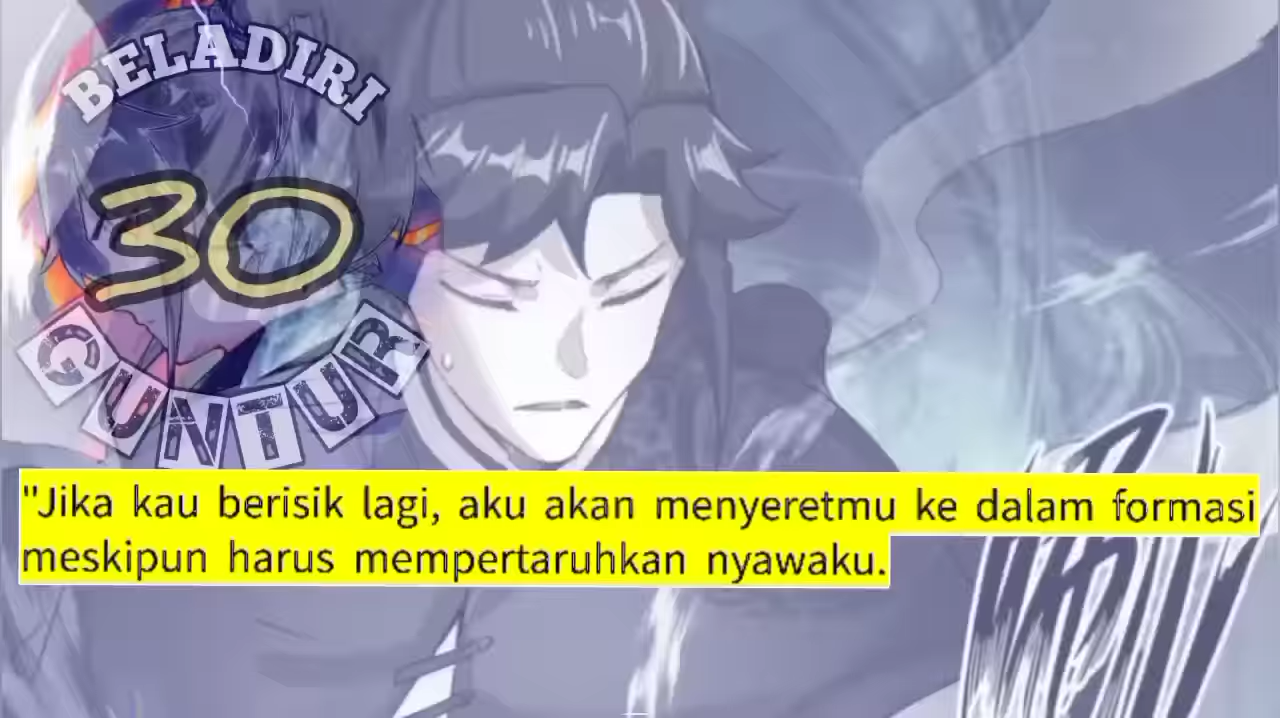 BELADIRI
30
GUNTUR
"Jika kau berisik lagi, aku akan menyeretmu ke dalam formasi
meskipun harus mempertaruhkan nyawaku.